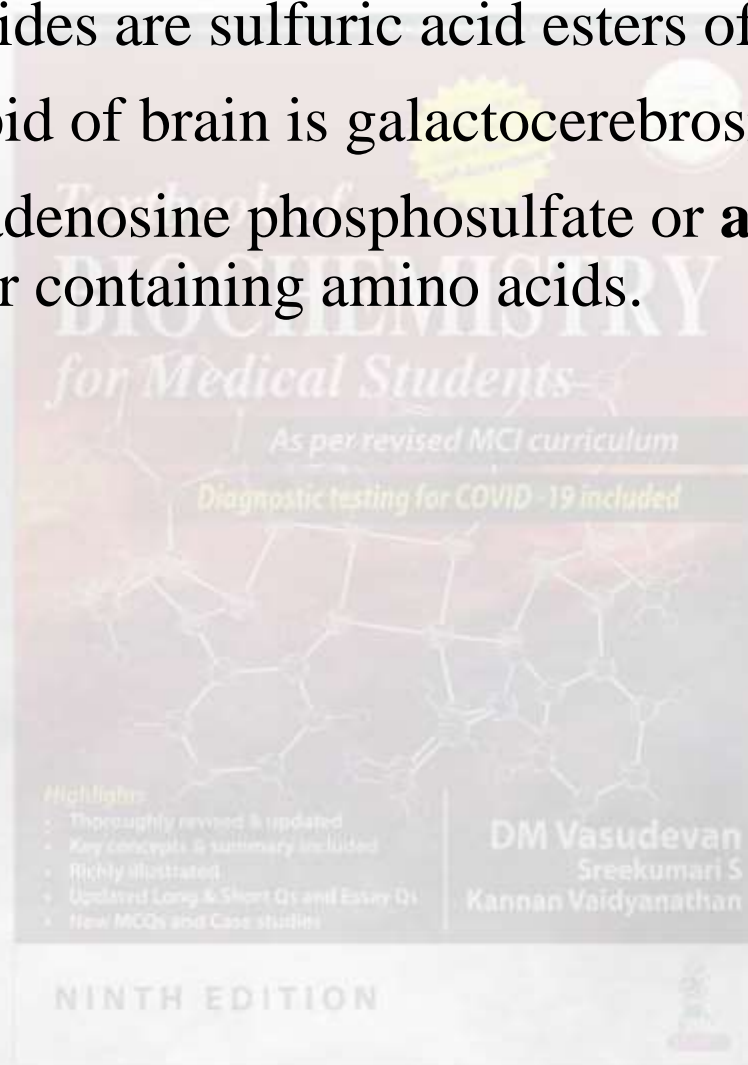 ides are sulfuric acid esters of
id of brain is galactocerebros
adenosine phosphosulfate or a
r containing amino acids.
Textbook of
BIOCHEMISTRY
for Medical Students
As per revised MCI curriculum
Diagnostic testing for COVID-19 included
Highlights
• Thoroughly revised & updated
• Key concepts & summary included
• Richly illustrated
• Updated Long & Short Qs and Essay Qs
• New MCQs and Case studies
DM Vasudevan
Sreekumari S
Kannan Vaidyanathan
NINTH EDITION